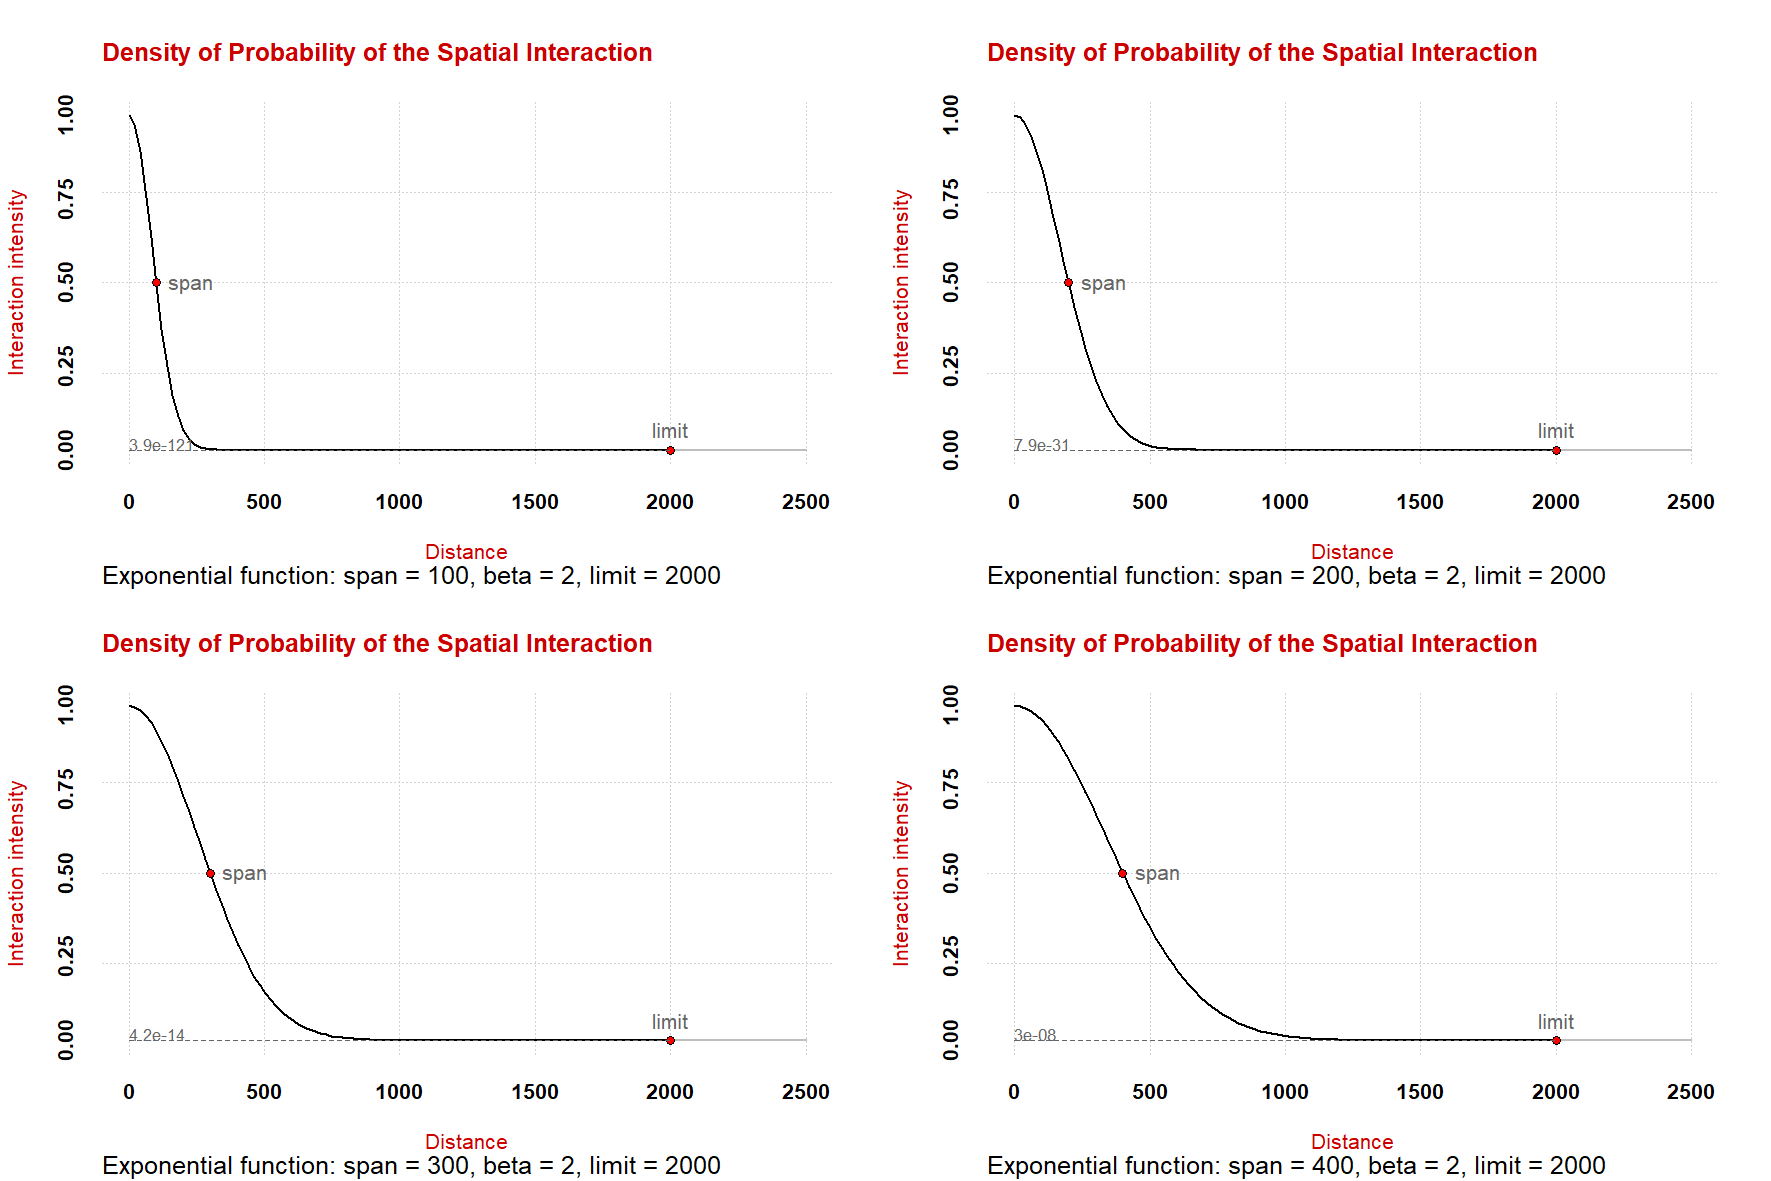 Density of Probability of the Spatial Interaction
Interaction intensity
1.00
0.75
0.50
0.25
0.00
span
limit
3.9e-121
0 500 1000 1500 2000 2500
Distance
Exponential function: span = 100, beta = 2, limit = 2000
Density of Probability of the Spatial Interaction
Interaction intensity
1.00
0.75
0.50
0.25
0.00
span
limit
7.9e-31
0 500 1000 1500 2000 2500
Distance
Exponential function: span = 200, beta = 2, limit = 2000
Density of Probability of the Spatial Interaction
Interaction intensity
1.00
0.75
0.50
0.25
0.00
span
limit
4.2e-14
0 500 1000 1500 2000 2500
Distance
Exponential function: span = 300, beta = 2, limit = 2000
Density of Probability of the Spatial Interaction
Interaction intensity
1.00
0.75
0.50
0.25
0.00
span
limit
3e-08
0 500 1000 1500 2000 2500
Distance
Exponential function: span = 400, beta = 2, limit = 2000